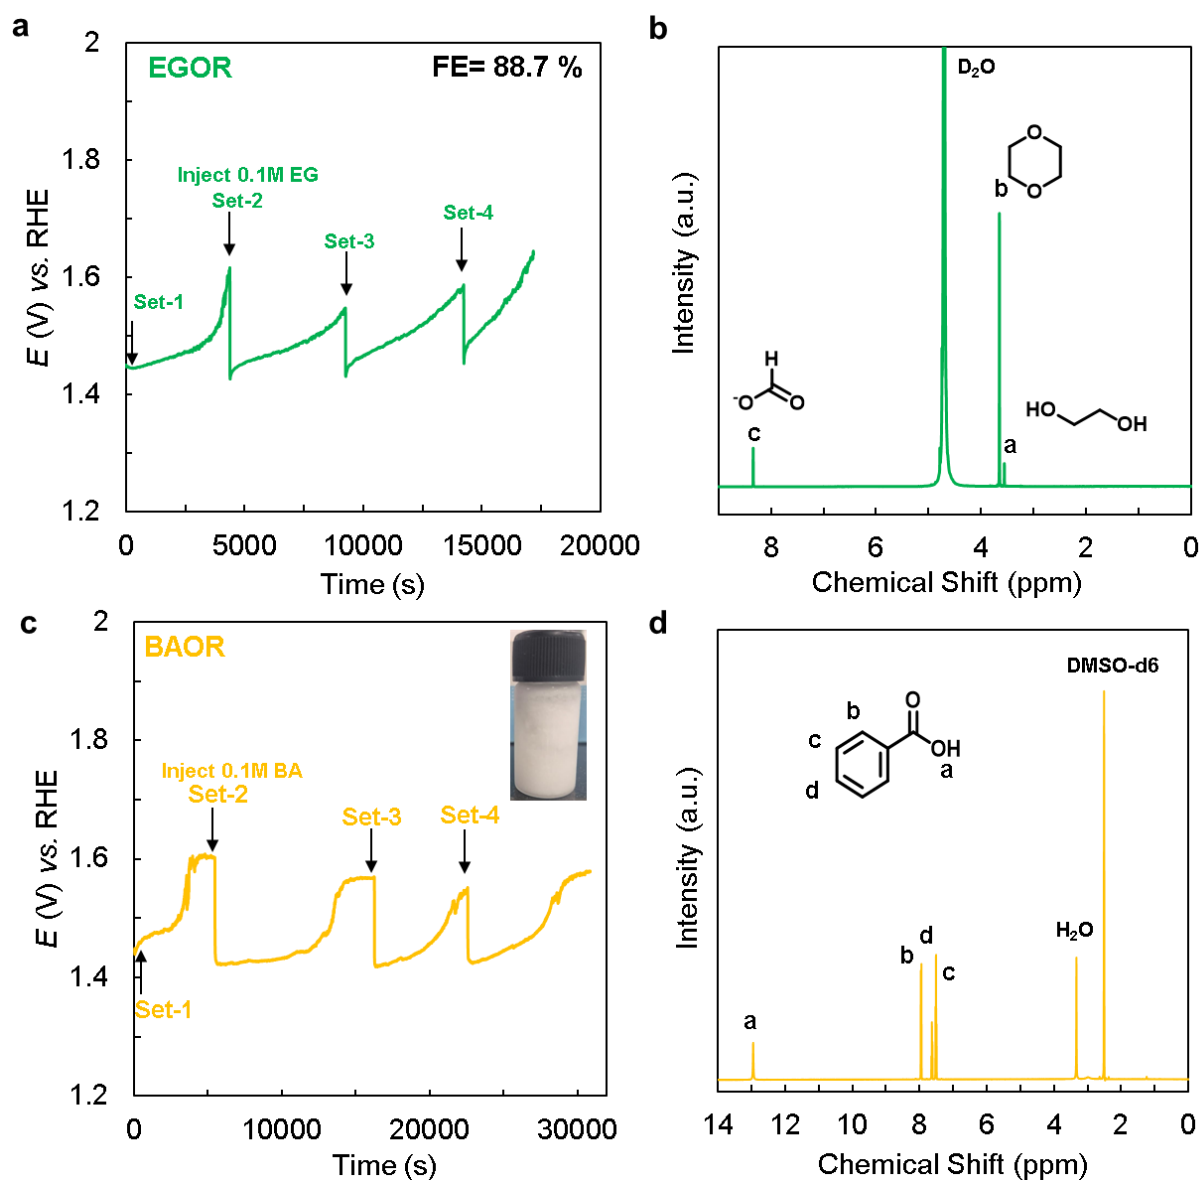 a
EGOR
FE= 88.7 %
2
1.8
1.6
1.4
1.2
E (V) vs. RHE
Inject 0.1M EG
Set-2
Set-1
Set-3
Set-4
0
5000
10000
15000
20000
Time (s)
b
D₂O
O
O
b
HO
OH
a
H
⁻O
O
c
Intensity (a.u.)
8
6
4
2
0
Chemical Shift (ppm)
c
BAOR
2
1.8
1.6
1.4
1.2
E (V) vs. RHE
Inject 0.1M BA
Set-2
Set-1
Set-3
Set-4
0
10000
20000
30000
Time (s)
d
DMSO-d6
O
OH
a
b
c
d
H₂O
a
b
d
c
Intensity (a.u.)
14
12
10
8
6
4
2
0
Chemical Shift (ppm)